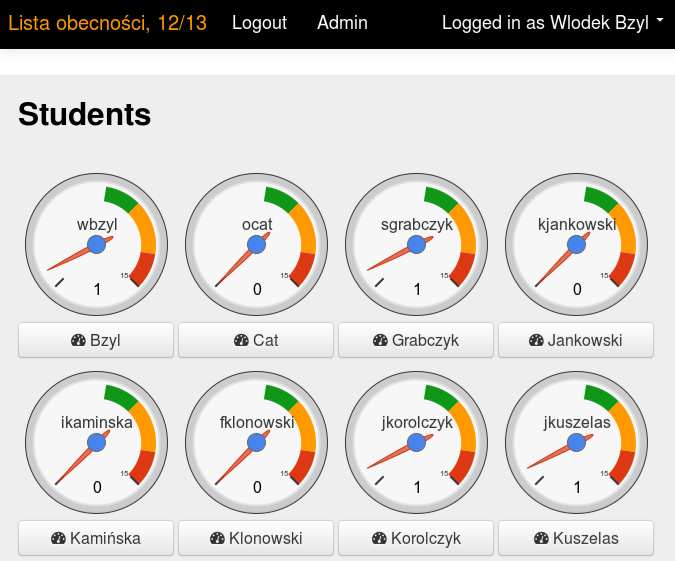 Lista obecności, 12/13 Logout Admin Logged in as Wlodek Bzyl
Students
wbzyl ocat sgrabczyk kjankowski
15 15 15 15
1 0 1 0
Bzyl Cat Grabczyk Jankowski
ikaminska fklonowski jkorolczyk jkuszelas
15 15 15 15
0 0 1 1
Kamińska Klonowski Korolczyk Kuszelas